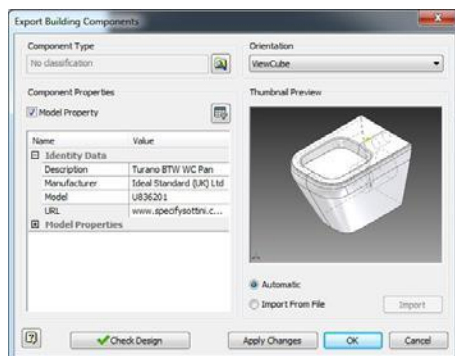 Export Building Components
Component Type
No classification
Orientation
ViewCube
Component Properties
Model Property
Name Value
Identity Data
Description Turano BTW WC Pan
Manufacturer Ideal Standard (UK) Ltd
Model U836201
URL www.specifysottini.c...
Model Properties
Thumbnail Preview
Automatic
Import From File Import
Check Design Apply Changes OK Cancel